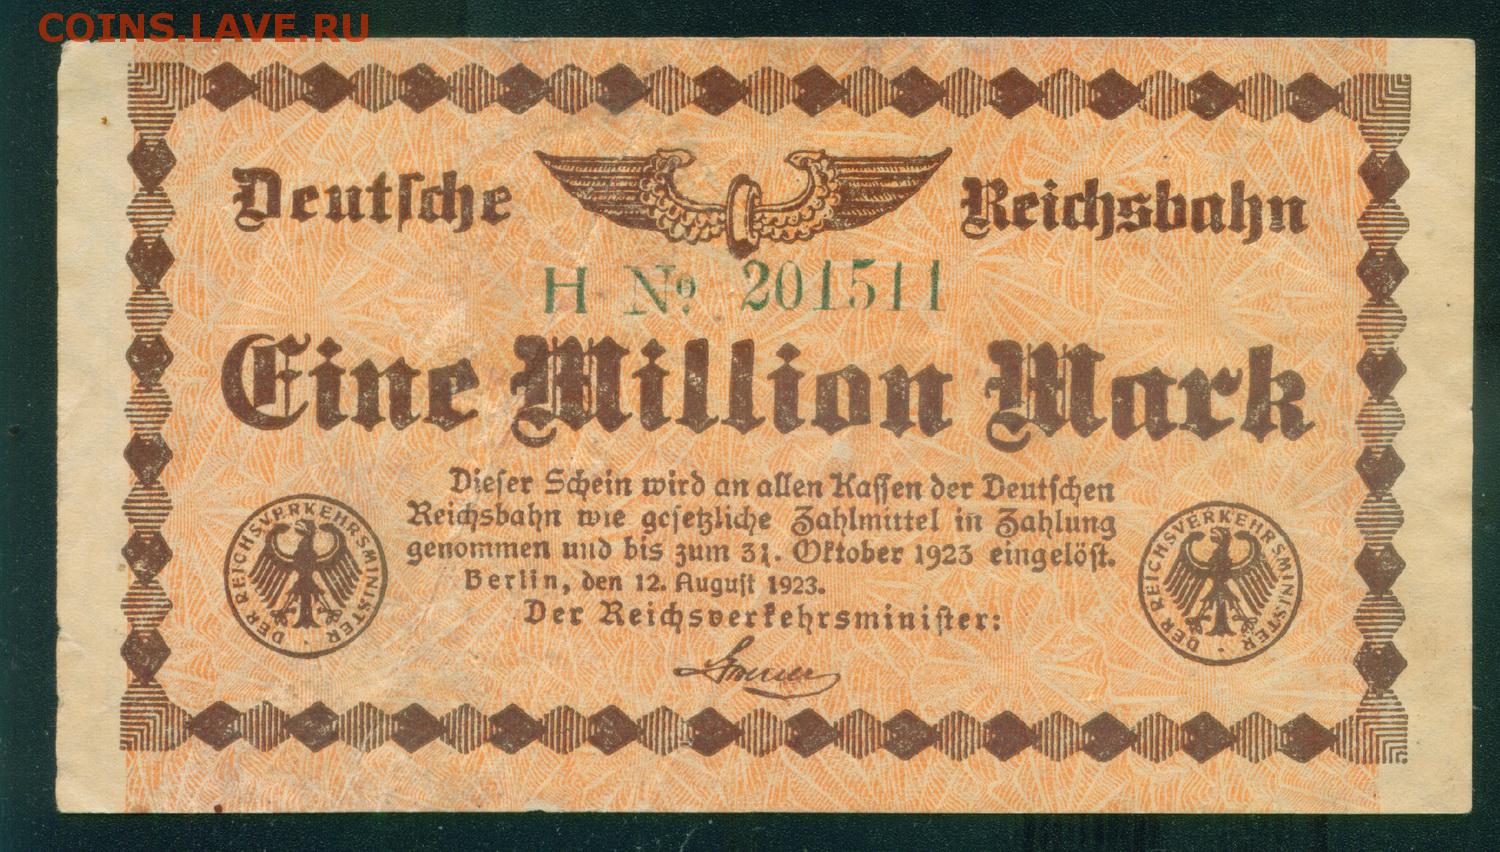 COINS.LAVE.RU
Deutſche Reichsbahn
H No. 201511
Eine Million Mark
Dieſer Schein wird an allen Kaſſen der Deutſchen
Reichsbahn wie geſetzliche Zahlmittel in Zahlung
genommen und bis zum 31. Oktober 1923 eingelöſt.
Berlin, den 12. Auguſt 1923.
Der Reichsverkehrsminiſter:
DER REICHSVERKEHRSMINISTER
DER REICHSVERKEHRSMINISTER